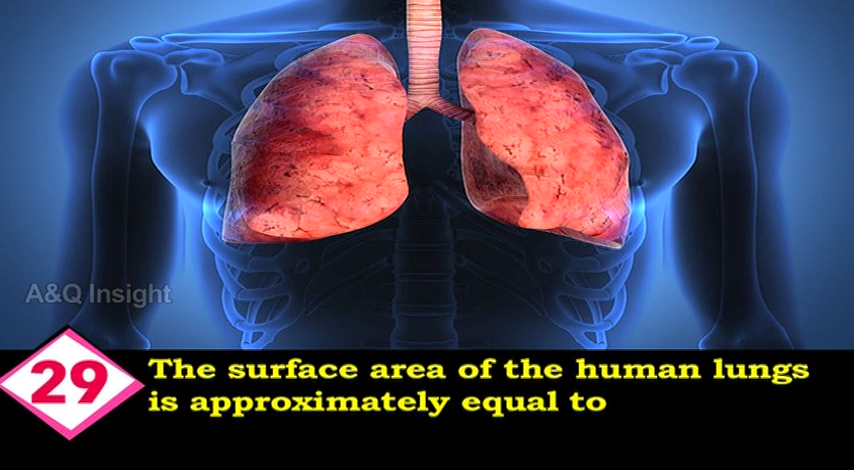 A&Q Insight
29
The surface area of the human lungs
is approximately equal to